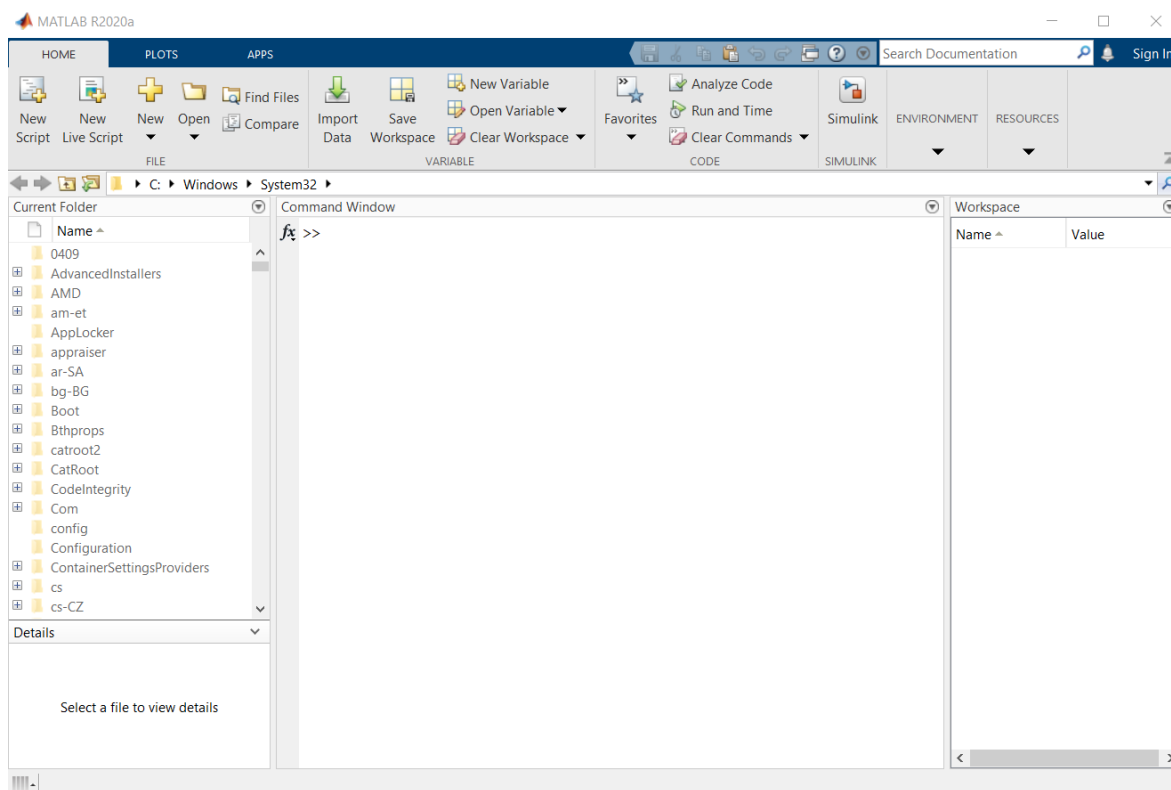 MATLAB R2020a
HOME PLOTS APPS Search Documentation Sign In
New Script
New Live Script
New
Open
Find Files
Compare
FILE
Import Data
Save Workspace
New Variable
Open Variable
Clear Workspace
VARIABLE
Favorites
Analyze Code
Run and Time
Clear Commands
CODE
Simulink
SIMULINK
ENVIRONMENT
RESOURCES
C: Windows System32
Current Folder
Name
0409
AdvancedInstallers
AMD
am-et
AppLocker
appraiser
ar-SA
bg-BG
Boot
Bthprops
catroot2
CatRoot
CodeIntegrity
Com
config
Configuration
ContainerSettingsProviders
cs
cs-CZ
Details
Select a file to view details
Command Window
fx >>
Workspace
Name Value